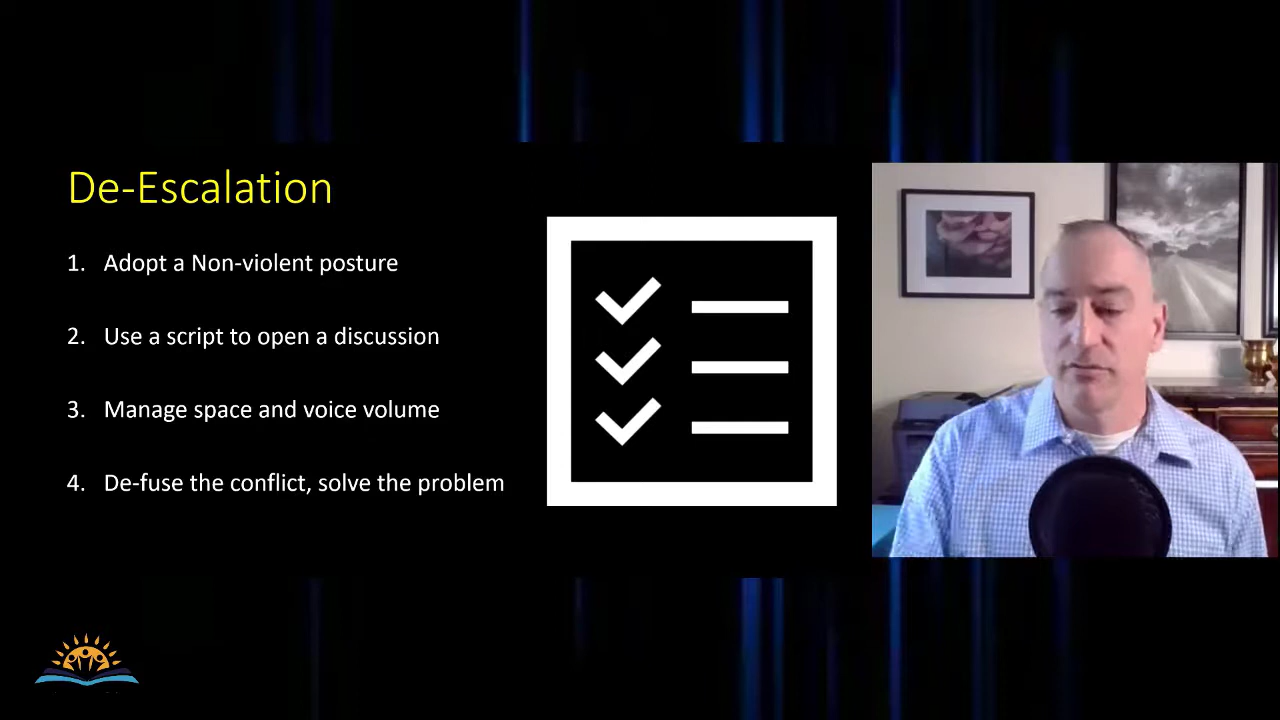 De-Escalation
1. Adopt a Non-violent posture
2. Use a script to open a discussion
3. Manage space and voice volume
4. De-fuse the conflict, solve the problem